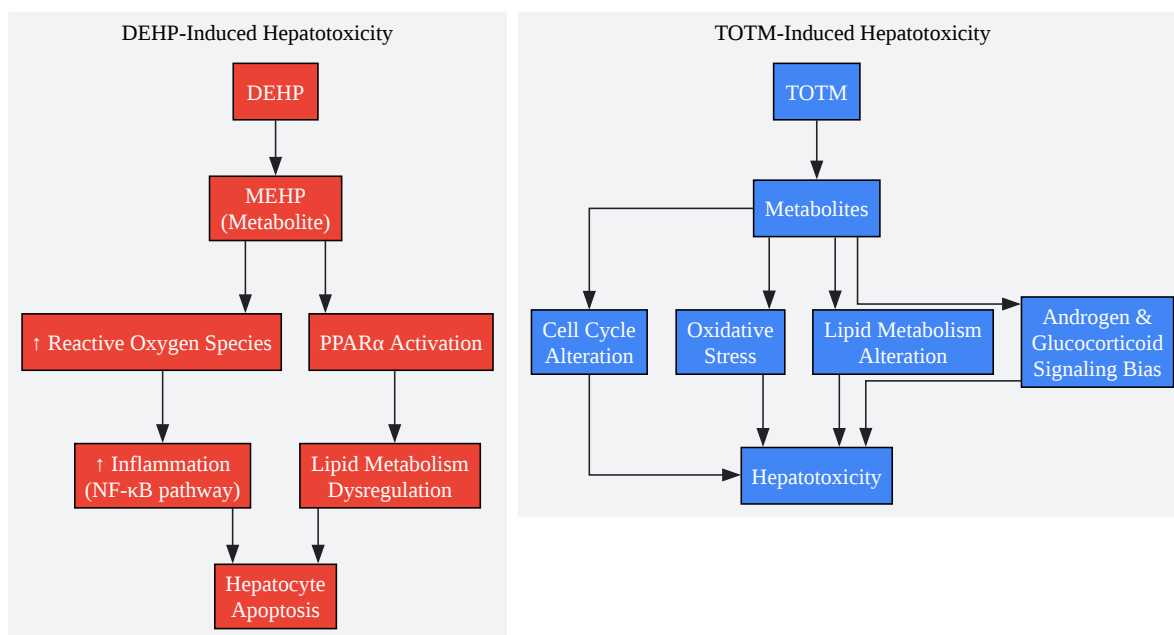 DEHP-Induced Hepatotoxicity
DEHP
MEHP
(Metabolite)
↑ Reactive Oxygen Species
PPARα Activation
↑ Inflammation
(NF-κB pathway)
Lipid Metabolism
Dysregulation
Hepatocyte
Apoptosis
TOTM-Induced Hepatotoxicity
TOTM
Metabolites
Cell Cycle
Alteration
Oxidative
Stress
Lipid Metabolism
Alteration
Androgen &
Glucocorticoid
Signaling Bias
Hepatotoxicity